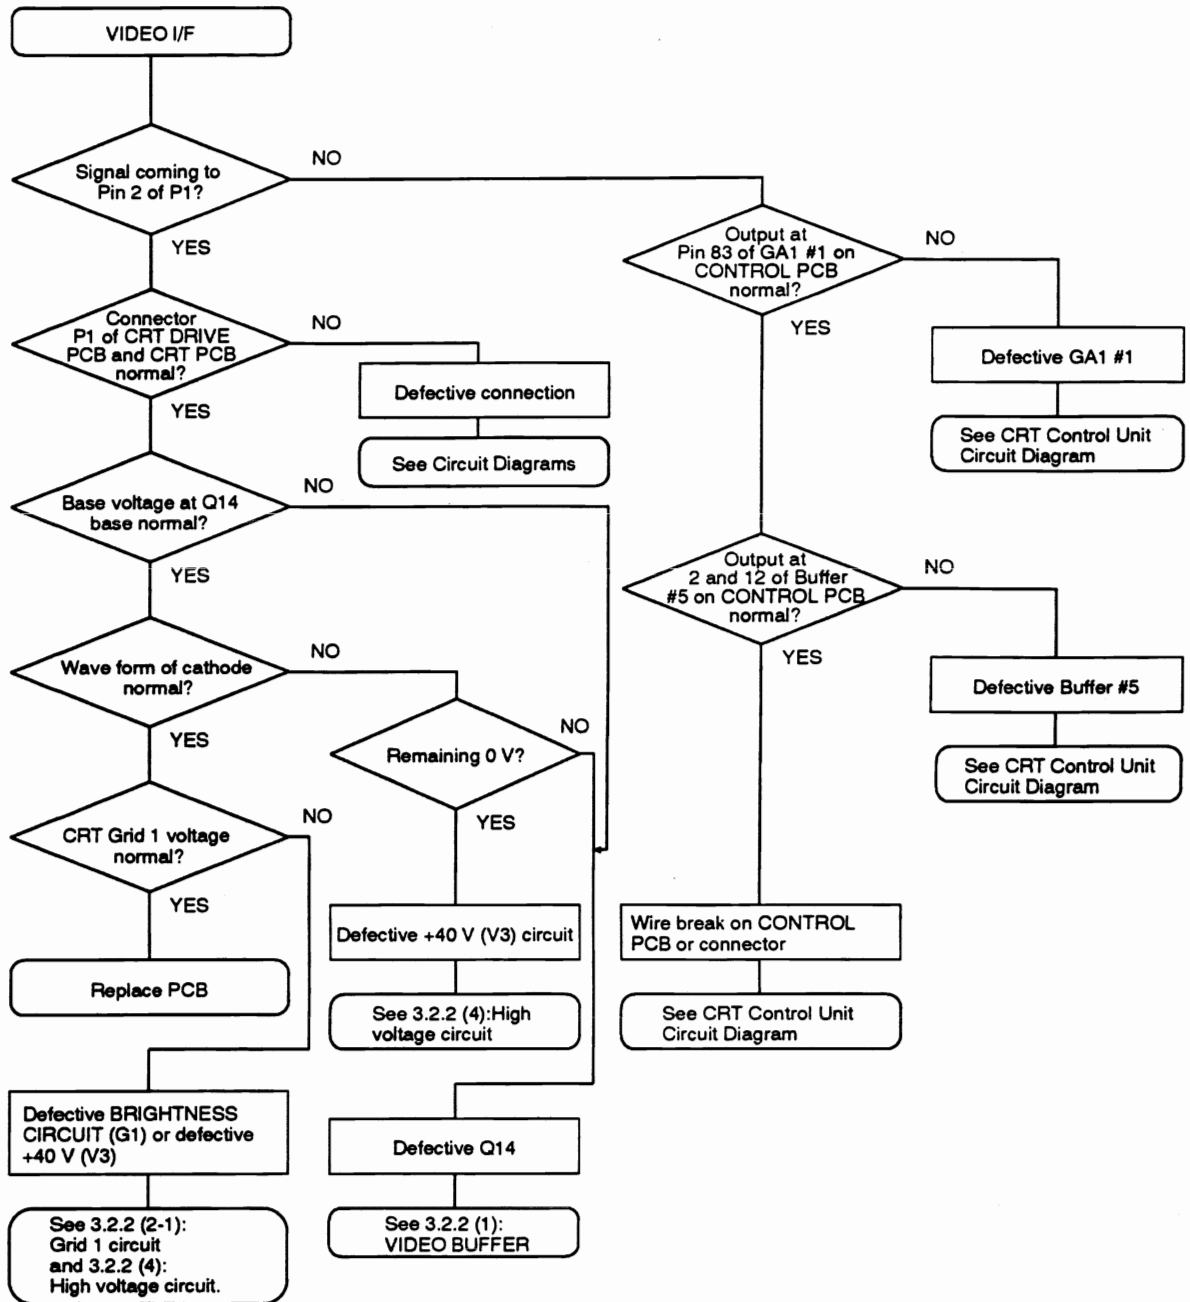 VIDEO I/F
Signal coming to
Pin 2 of P1?
NO
YES
Output at
Pin 83 of GA1 #1 on
CONTROL PCB
normal?
NO
YES
Connector
P1 of CRT DRIVE
PCB and CRT PCB
normal?
NO
YES
Defective connection
See Circuit Diagrams
Defective GA1 #1
See CRT Control Unit
Circuit Diagram
Base voltage at Q14
base normal?
NO
YES
Output at
2 and 12 of Buffer
#5 on CONTROL PCB
normal?
NO
YES
Wave form of cathode
normal?
NO
YES
Defective Buffer #5
See CRT Control Unit
Circuit Diagram
Remaining 0 V?
NO
YES
CRT Grid 1 voltage
normal?
NO
YES
Replace PCB
Defective +40 V (V3) circuit
See 3.2.2 (4):High
voltage circuit
Wire break on CONTROL
PCB or connector
See CRT Control Unit
Circuit Diagram
Defective BRIGHTNESS
CIRCUIT (G1) or defective
+40 V (V3)
See 3.2.2 (2-1):
Grid 1 circuit
and 3.2.2 (4):
High voltage circuit.
Defective Q14
See 3.2.2 (1):
VIDEO BUFFER